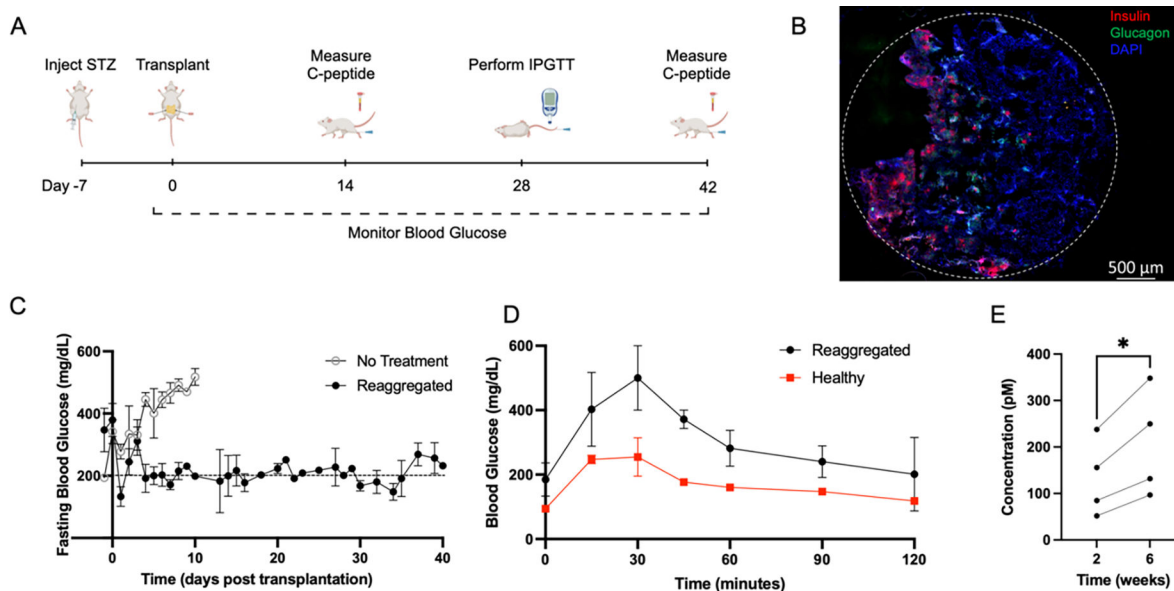 A
Inject STZ
Transplant
Measure
C-peptide
Perform IPGTT
Measure
C-peptide
Day -7
0
14
28
42
Monitor Blood Glucose
B
Insulin
Glucagon
DAPI
500 µm
C
Fasting Blood Glucose (mg/dL)
600
400
200
0
0
10
20
30
40
Time (days post transplantation)
No Treatment
Reaggregated
D
Blood Glucose (mg/dL)
600
400
200
0
0
30
60
90
120
Time (minutes)
Reaggregated
Healthy
E
Concentration (pM)
400
300
200
100
0
*
2
6
Time (weeks)